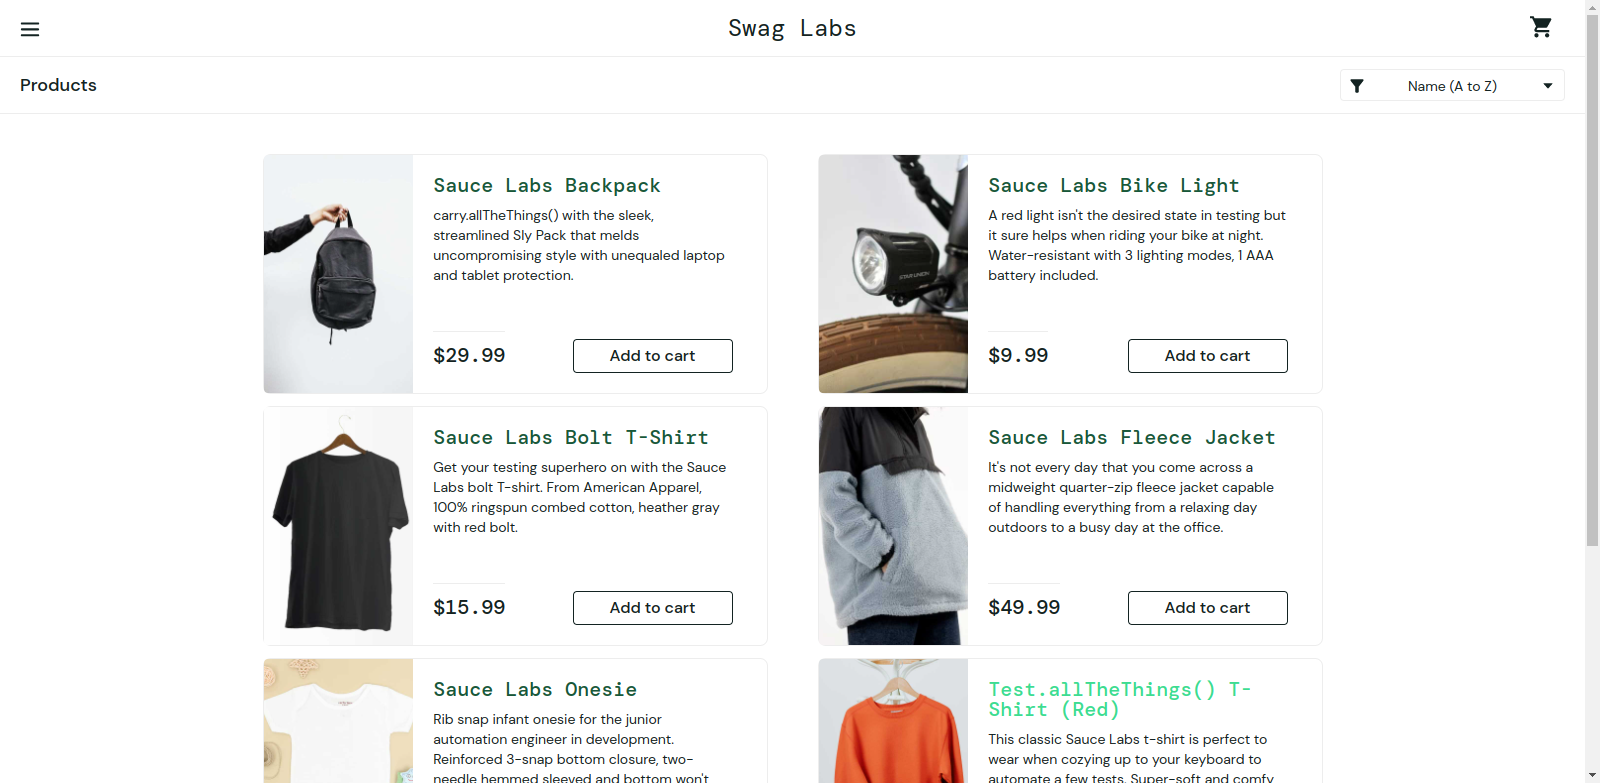 Swag Labs
Products
Name (A to Z)
Sauce Labs Backpack
carry.allTheThings() with the sleek,
streamlined Sly Pack that melds
uncompromising style with unequaled laptop
and tablet protection.
$29.99
Add to cart
Sauce Labs Bike Light
A red light isn't the desired state in testing but
it sure helps when riding your bike at night.
Water-resistant with 3 lighting modes, 1 AAA
battery included.
$9.99
Add to cart
Sauce Labs Bolt T-Shirt
Get your testing superhero on with the Sauce
Labs bolt T-shirt. From American Apparel,
100% ringspun combed cotton, heather gray
with red bolt.
$15.99
Add to cart
Sauce Labs Fleece Jacket
It's not every day that you come across a
midweight quarter-zip fleece jacket capable
of handling everything from a relaxing day
outdoors to a busy day at the office.
$49.99
Add to cart
Sauce Labs Onesie
Rib snap infant onesie for the junior
automation engineer in development.
Reinforced 3-snap bottom closure, two-
needle hemmed sleeved and bottom won't
Test.allTheThings() T-
Shirt (Red)
This classic Sauce Labs t-shirt is perfect to
wear when cozying up to your keyboard to
automate a few tests. Super-soft and comfy